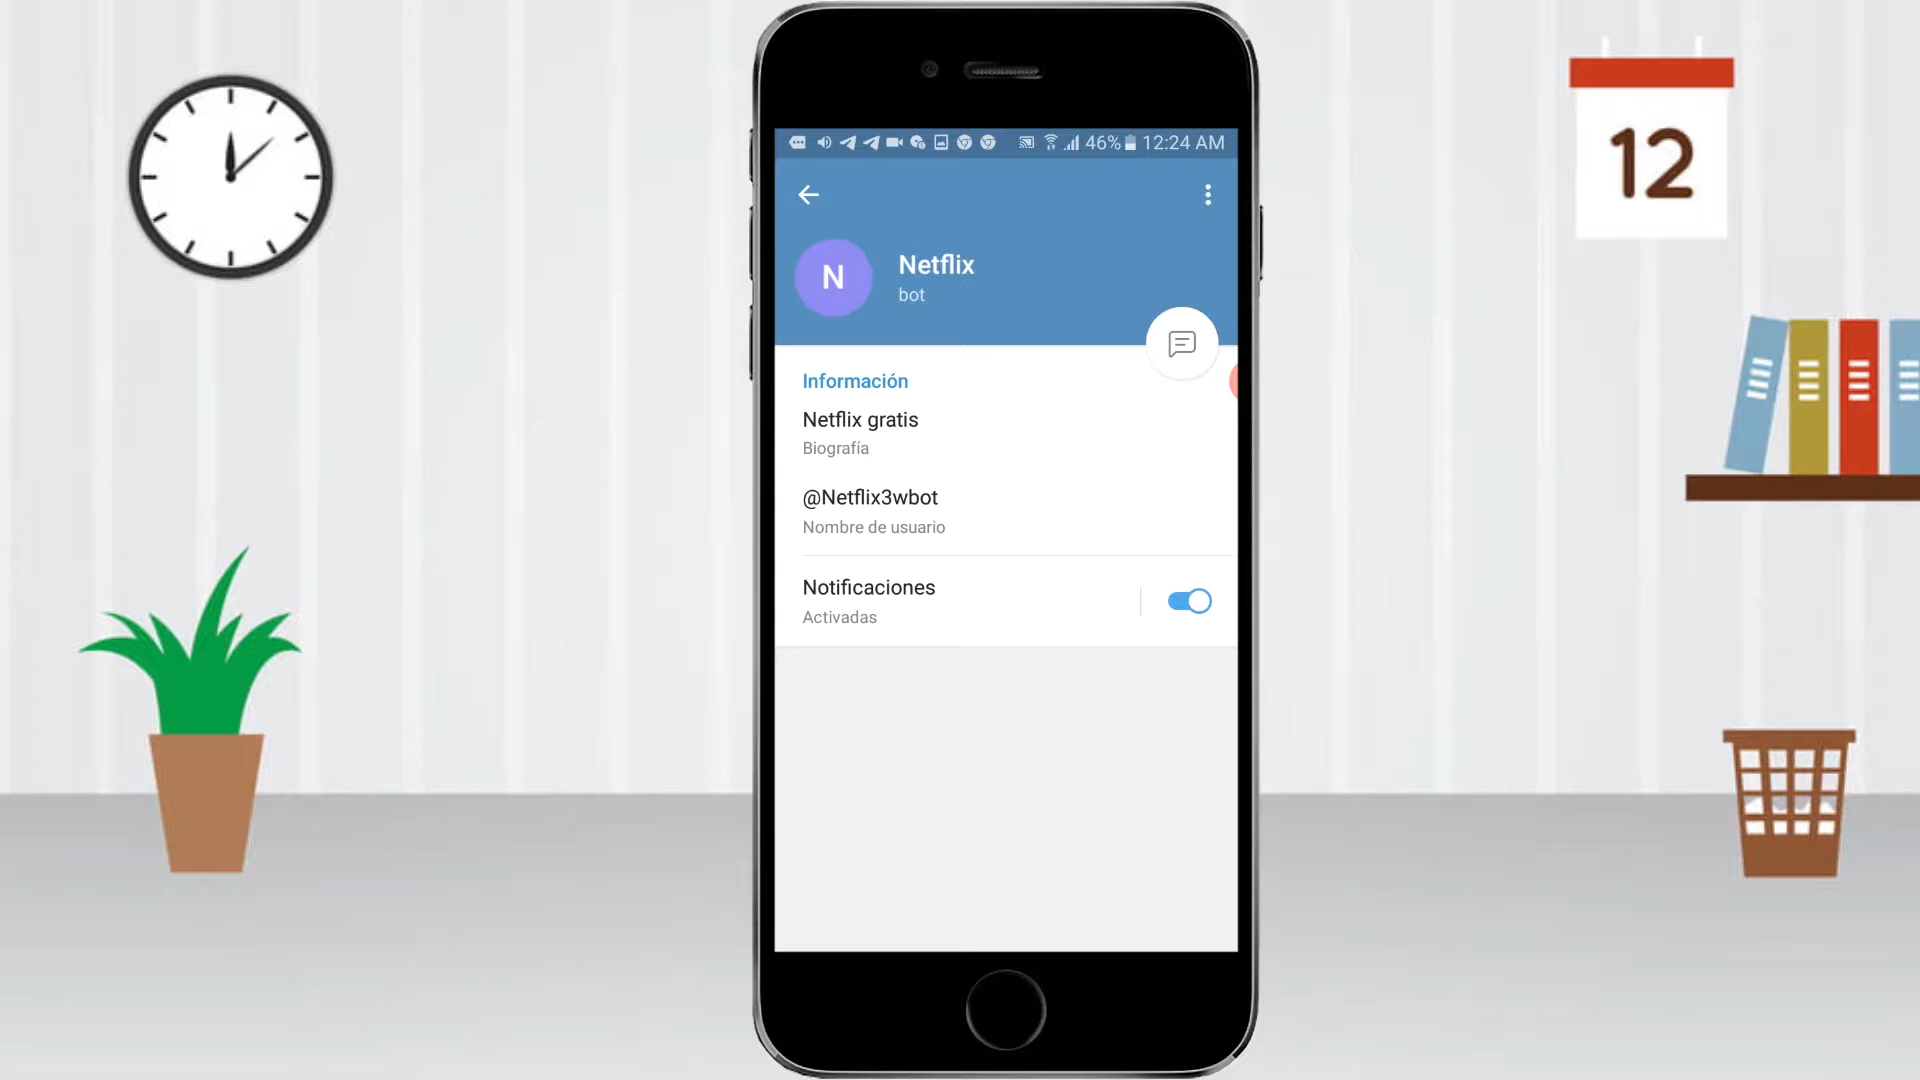 46% 12:24 AM
N
Netflix
bot
Información
Netflix gratis
Biografía
@Netflix3wbot
Nombre de usuario
Notificaciones
Activadas
12